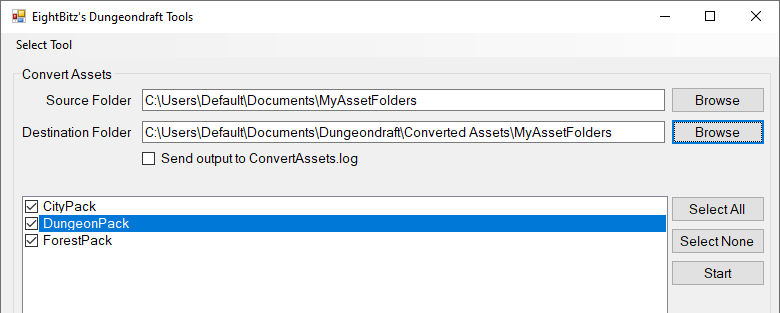 EightBitz's Dungeondraft Tools
Select Tool
Convert Assets
Source Folder C:\Users\Default\Documents\MyAssetFolders Browse
Destination Folder C:\Users\Default\Documents\Dungeondraft\Converted Assets\MyAssetFolders Browse
Send output to ConvertAssets.log
CityPack Select All
DungeonPack
ForestPack Select None
Start